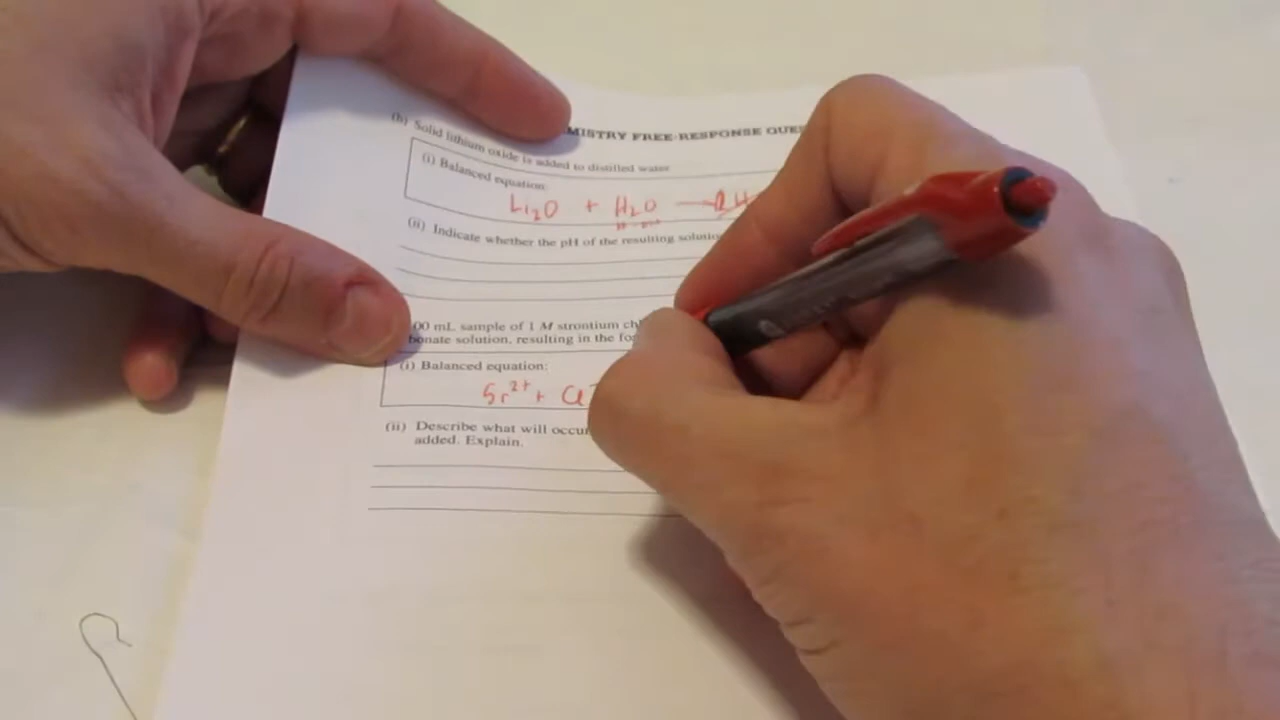 MISTRY FREE-RESPONSE QUES
(b) Solid lithium oxide is added to distilled water
(i) Balanced equation:
Li₂O + H₂O →
(ii) Indicate whether the pH of the resulting solutio
00 mL sample of 1 M strontium ch
bonate solution, resulting in the fo
(i) Balanced equation:
Sr²⁺ + Cl⁻
(ii) Describe what will occur
added. Explain.